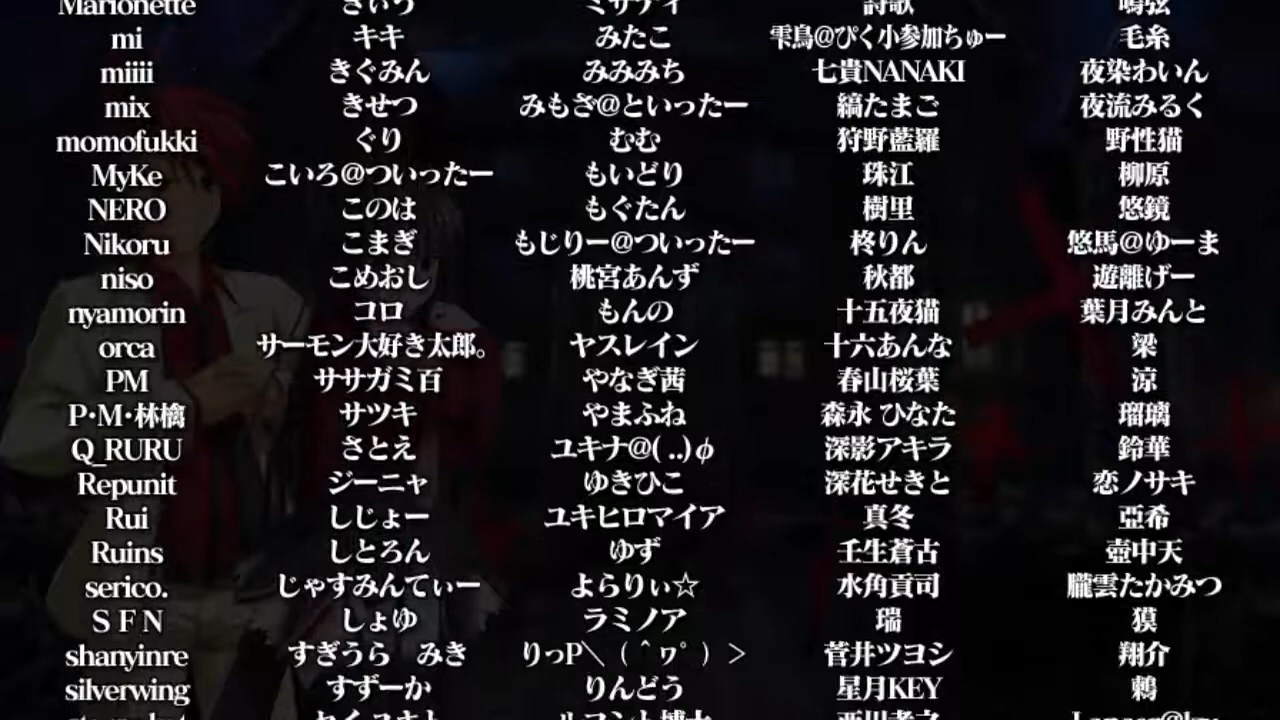 Marionette
mi
miiii
mix
momofukki
MyKe
NERO
Nikoru
niso
nyamorin
orca
PM
P・M・林檎
Q_RURU
Repunit
Rui
Ruins
serico.
S F N
shanyinre
silverwing
キキ
きぐみん
きせつ
ぐり
こいろ@ついったー
このは
こまぎ
こめおし
コロ
サーモン大好き太郎。
ササガミ百
サツキ
さとえ
ジーニャ
しじょー
しとろん
じゃすみんてぃー
しょゆ
すぎうら　みき
すずーか
ミサティ
みたこ
みみみち
みもざ@といったー
むむ
もいどり
もぐたん
もじりー@ついったー
桃宮あんず
もんの
ヤスレイン
やなぎ茜
やまふね
ユキナ@( ..)φ
ゆきひこ
ユキヒロマイア
ゆず
よらりぃ☆
ラミノア
りっP＼（＾ヮ°）＞
りんどう
詩歌
雫鳥@ぴく小参加ちゅー
七貴NANAKI
縞たまご
狩野藍羅
珠江
樹里
柊りん
秋都
十五夜猫
十六あんな
春山桜葉
森永 ひなた
深影アキラ
深花せきと
真冬
壬生蒼古
水角貢司
瑞
菅井ツヨシ
星月KEY
鳴弦
毛糸
夜染わいん
夜流みるく
野性猫
柳原
悠鏡
悠馬@ゆーま
遊離げー
葉月みんと
梁
涼
瑠璃
鈴華
恋ノサキ
亞希
壺中天
朧雲たかみつ
獏
翔介
鶫